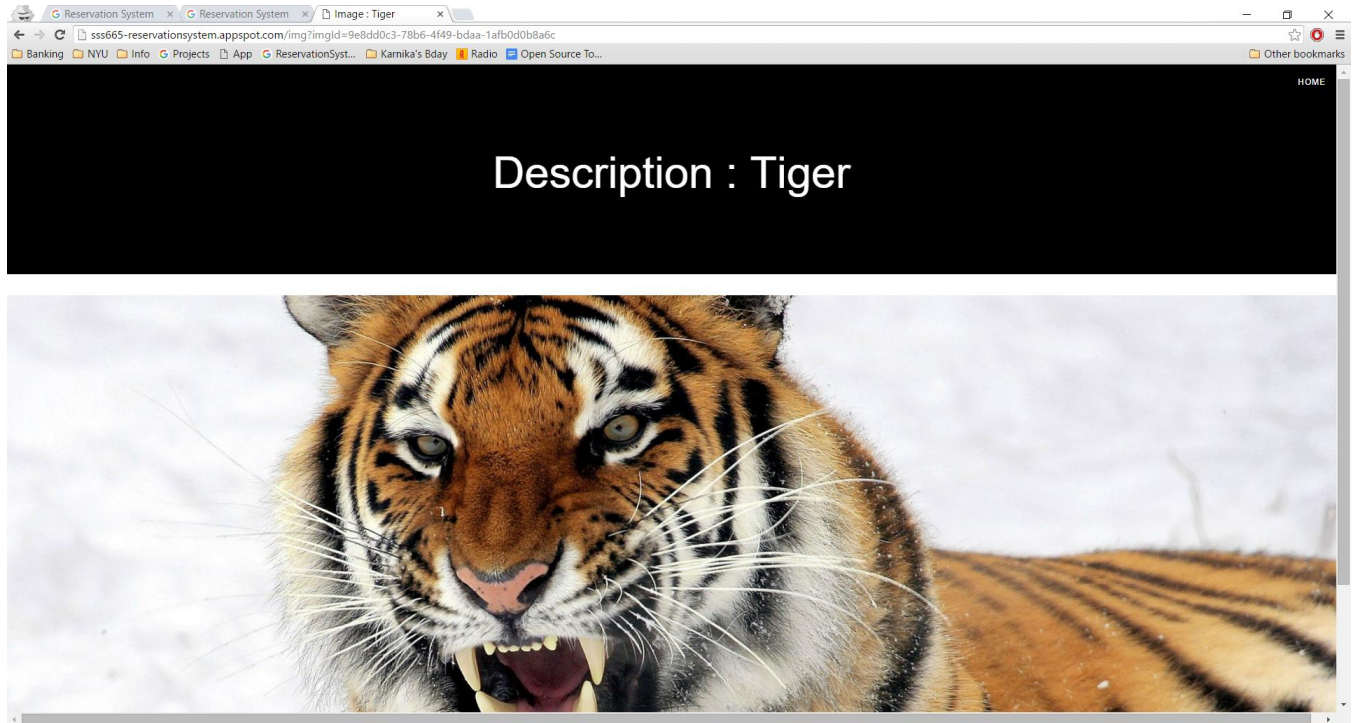 Reservation System
Reservation System
Image : Tiger
sss665-reservationsystem.appspot.com/img?imgId=9e8dd0c3-78b6-4f49-bdaa-1afb0d0b8a6c
Banking NYU Info Projects App ReservationSyst... Karnika's Bday Radio Open Source To... Other bookmarks
HOME
Description : Tiger